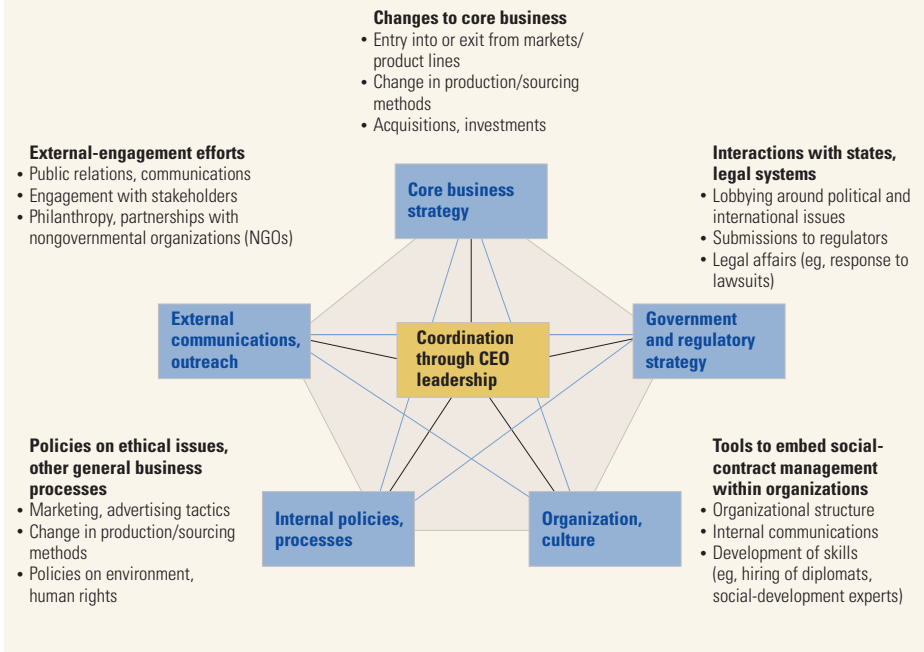 Changes to core business
• Entry into or exit from markets/
product lines
• Change in production/sourcing
methods
• Acquisitions, investments
External-engagement efforts
• Public relations, communications
• Engagement with stakeholders
• Philanthropy, partnerships with
nongovernmental organizations (NGOs)
Interactions with states,
legal systems
• Lobbying around political and
international issues
• Submissions to regulators
• Legal affairs (eg, response to
lawsuits)
Core business
strategy
External
communications,
outreach
Coordination
through CEO
leadership
Government
and regulatory
strategy
Policies on ethical issues,
other general business
processes
• Marketing, advertising tactics
• Change in production/sourcing
methods
• Policies on environment,
human rights
Internal policies,
processes
Organization,
culture
Tools to embed social-
contract management
within organizations
• Organizational structure
• Internal communications
• Development of skills
(eg, hiring of diplomats,
social-development experts)